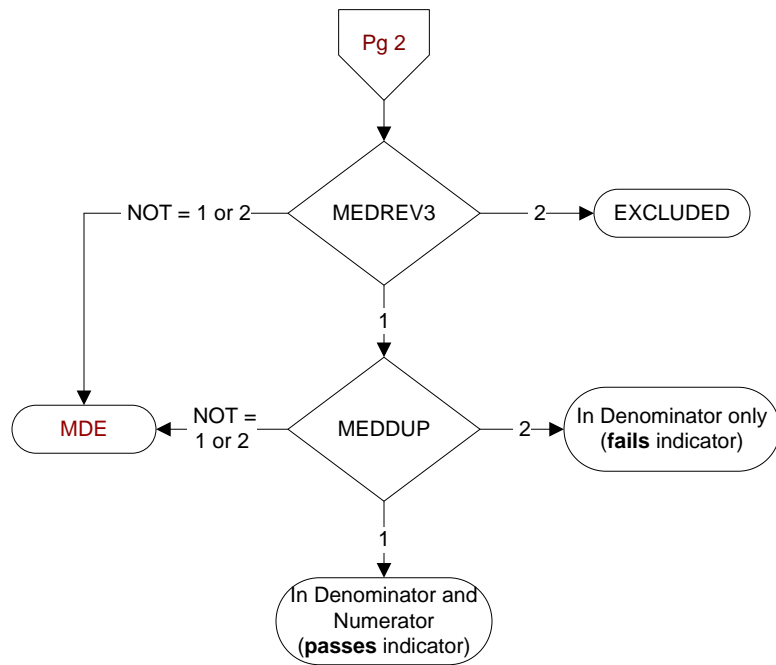 Pg 2
MEDREV3
NOT = 1 or 2
2
EXCLUDED
1
MEDDUP
NOT =
1 or 2
MDE
2
In Denominator only
(fails indicator)
1
In Denominator and
Numerator
(passes indicator)